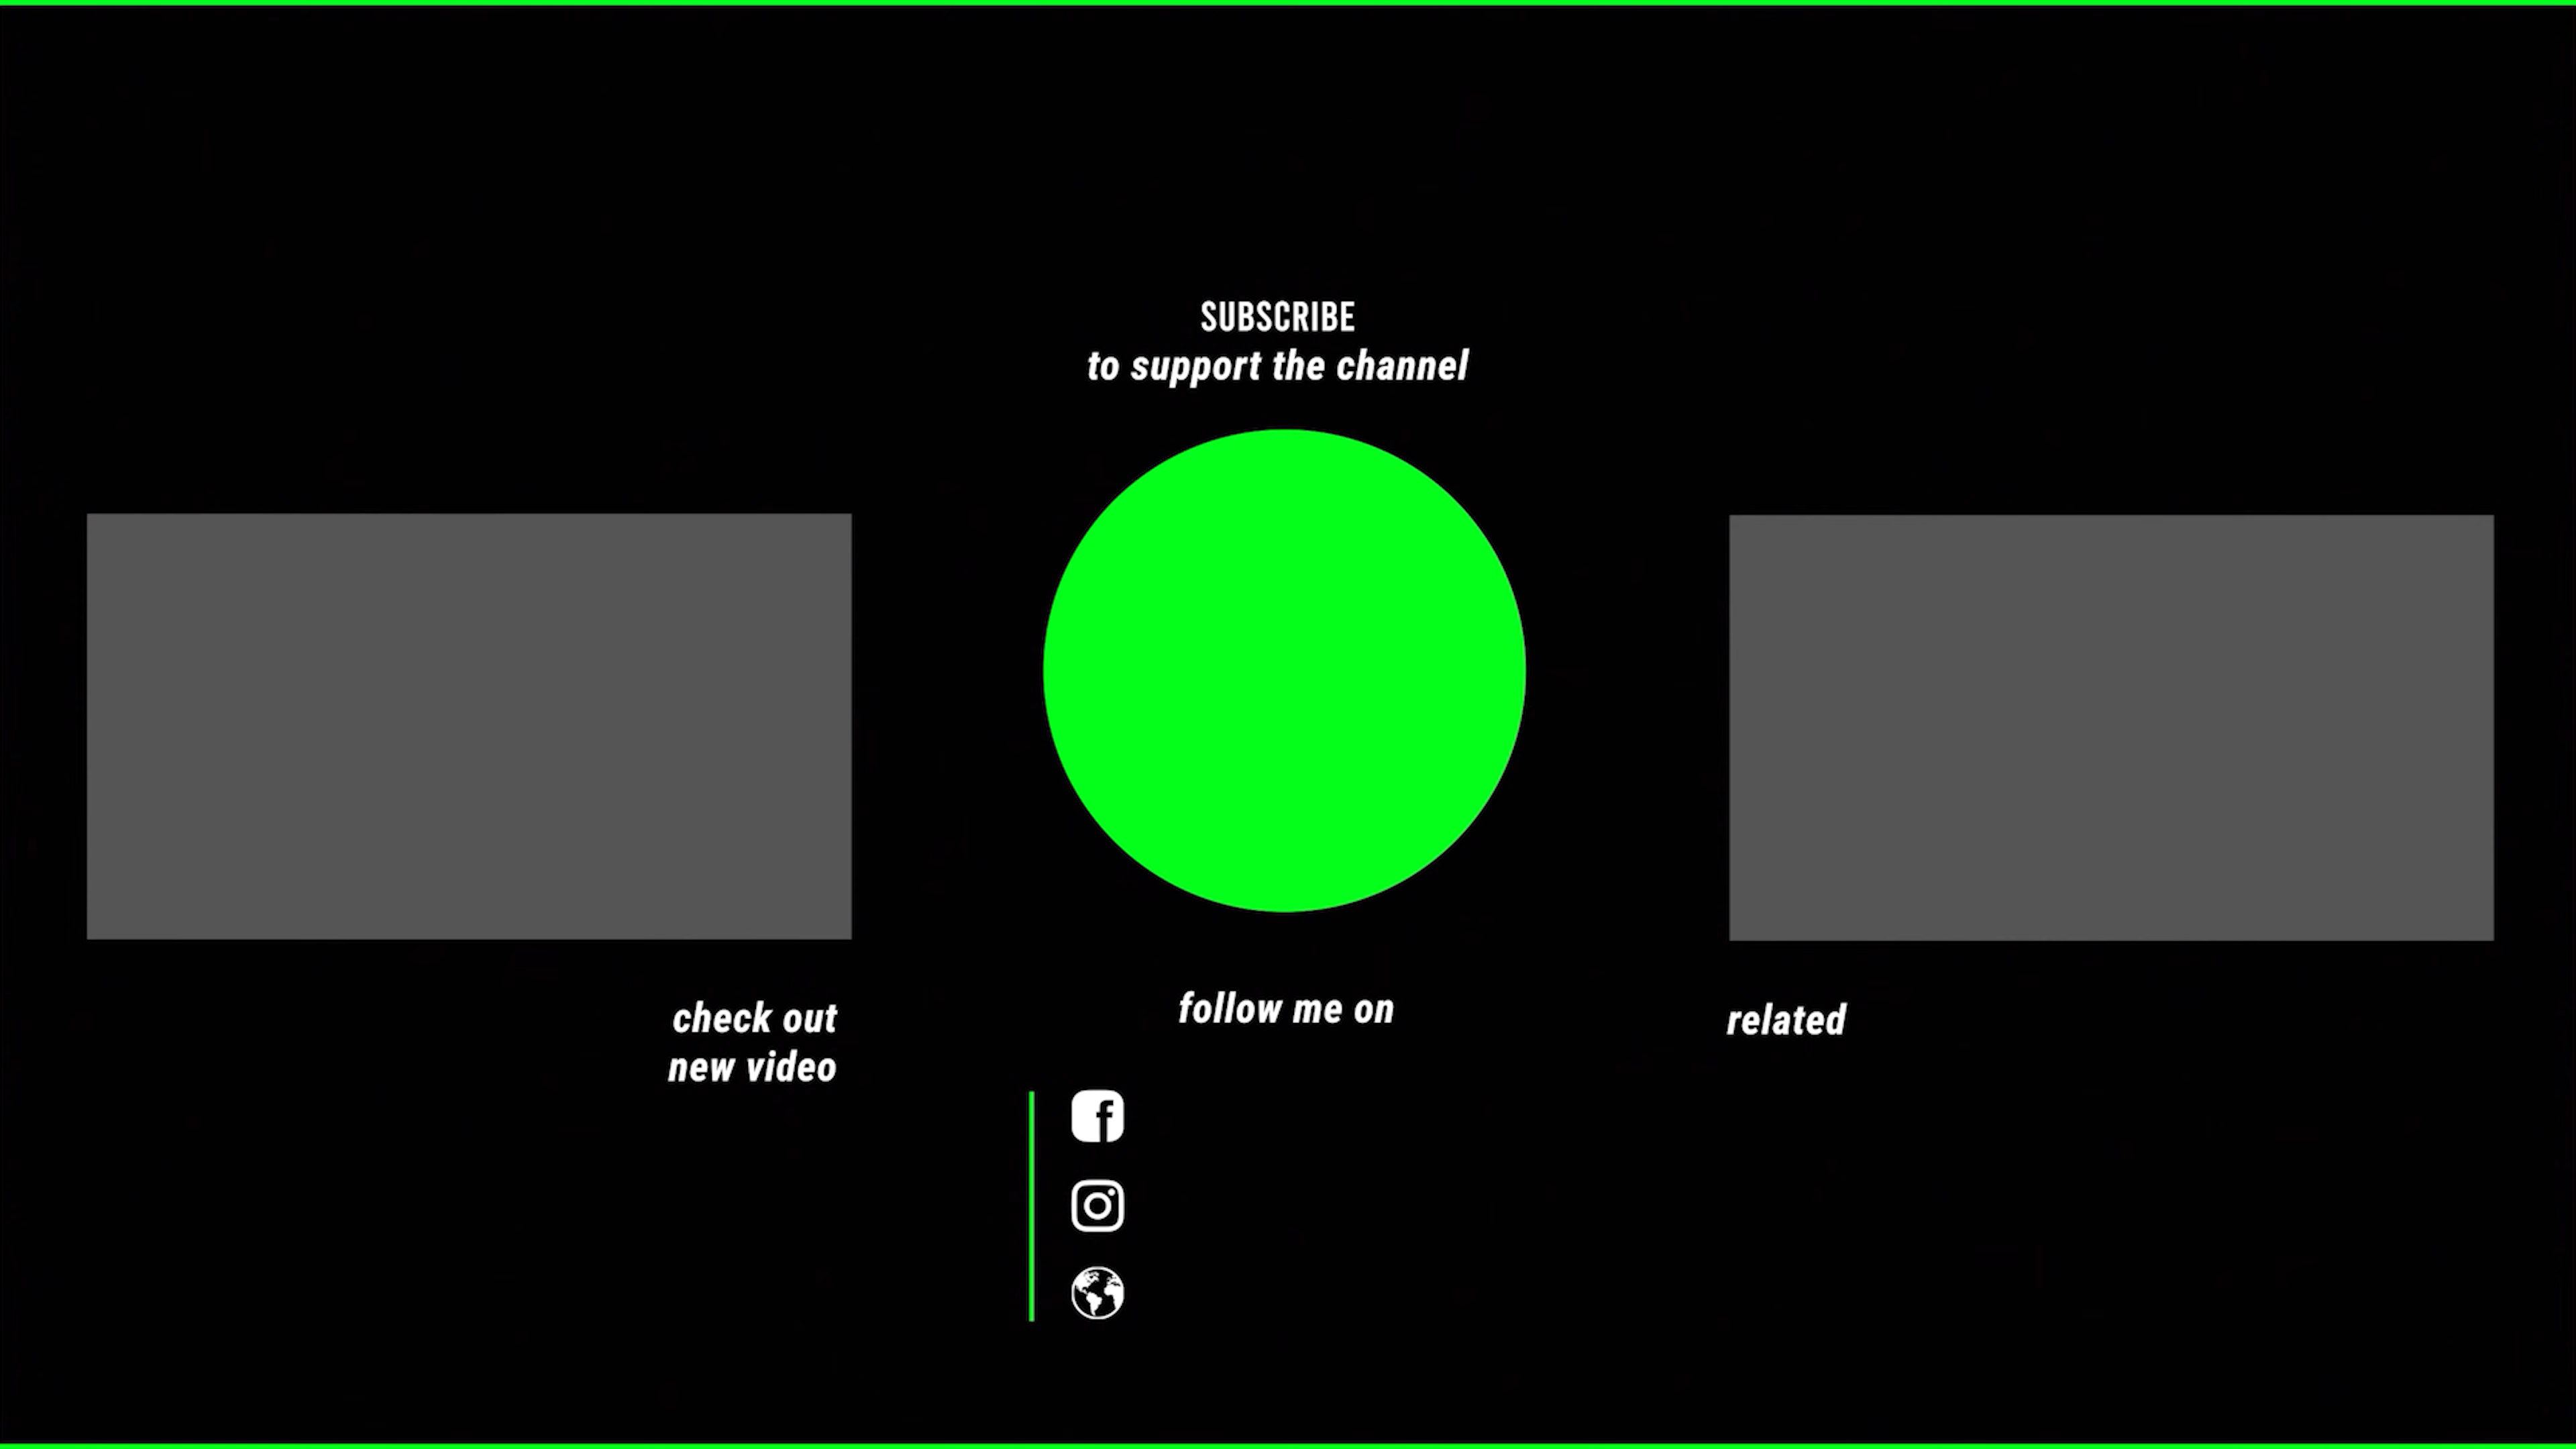 SUBSCRIBE
to support the channel
check out
new video
follow me on
related